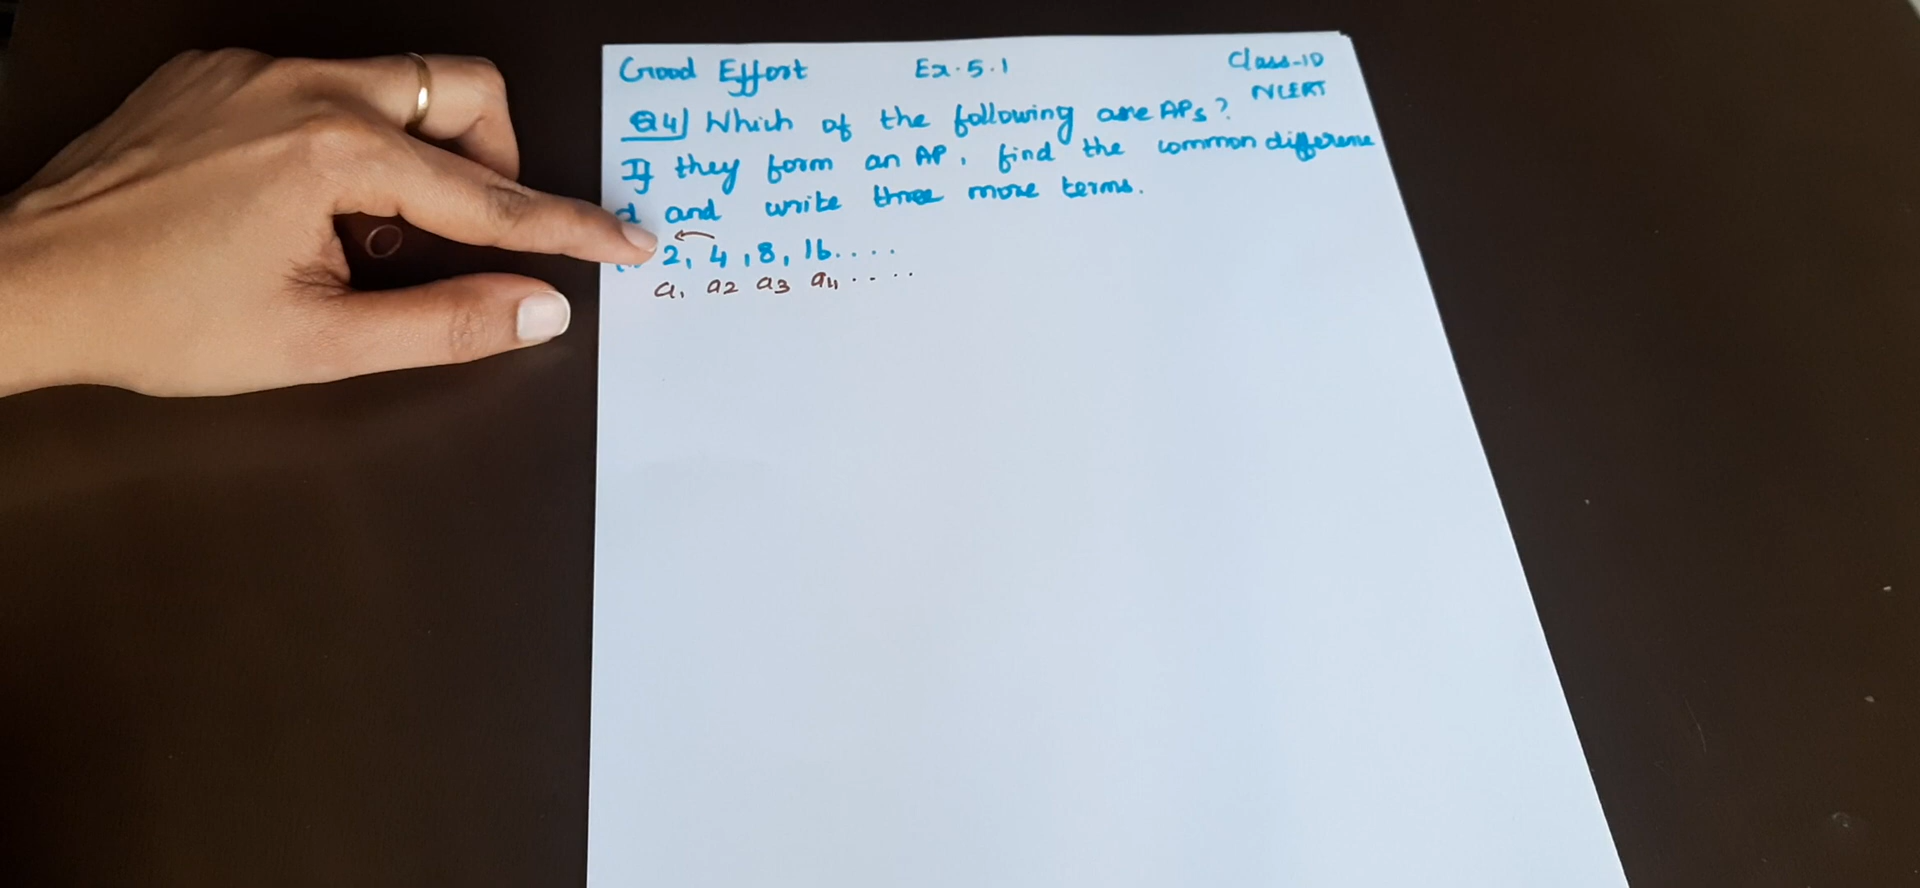 Good Effort Ex. 5.1 Class-10
NCERT
Q4) Which of the following are APs?
If they form an AP, find the common difference
d and write three more terms.
2, 4, 8, 16....
a1 a2 a3 a4....